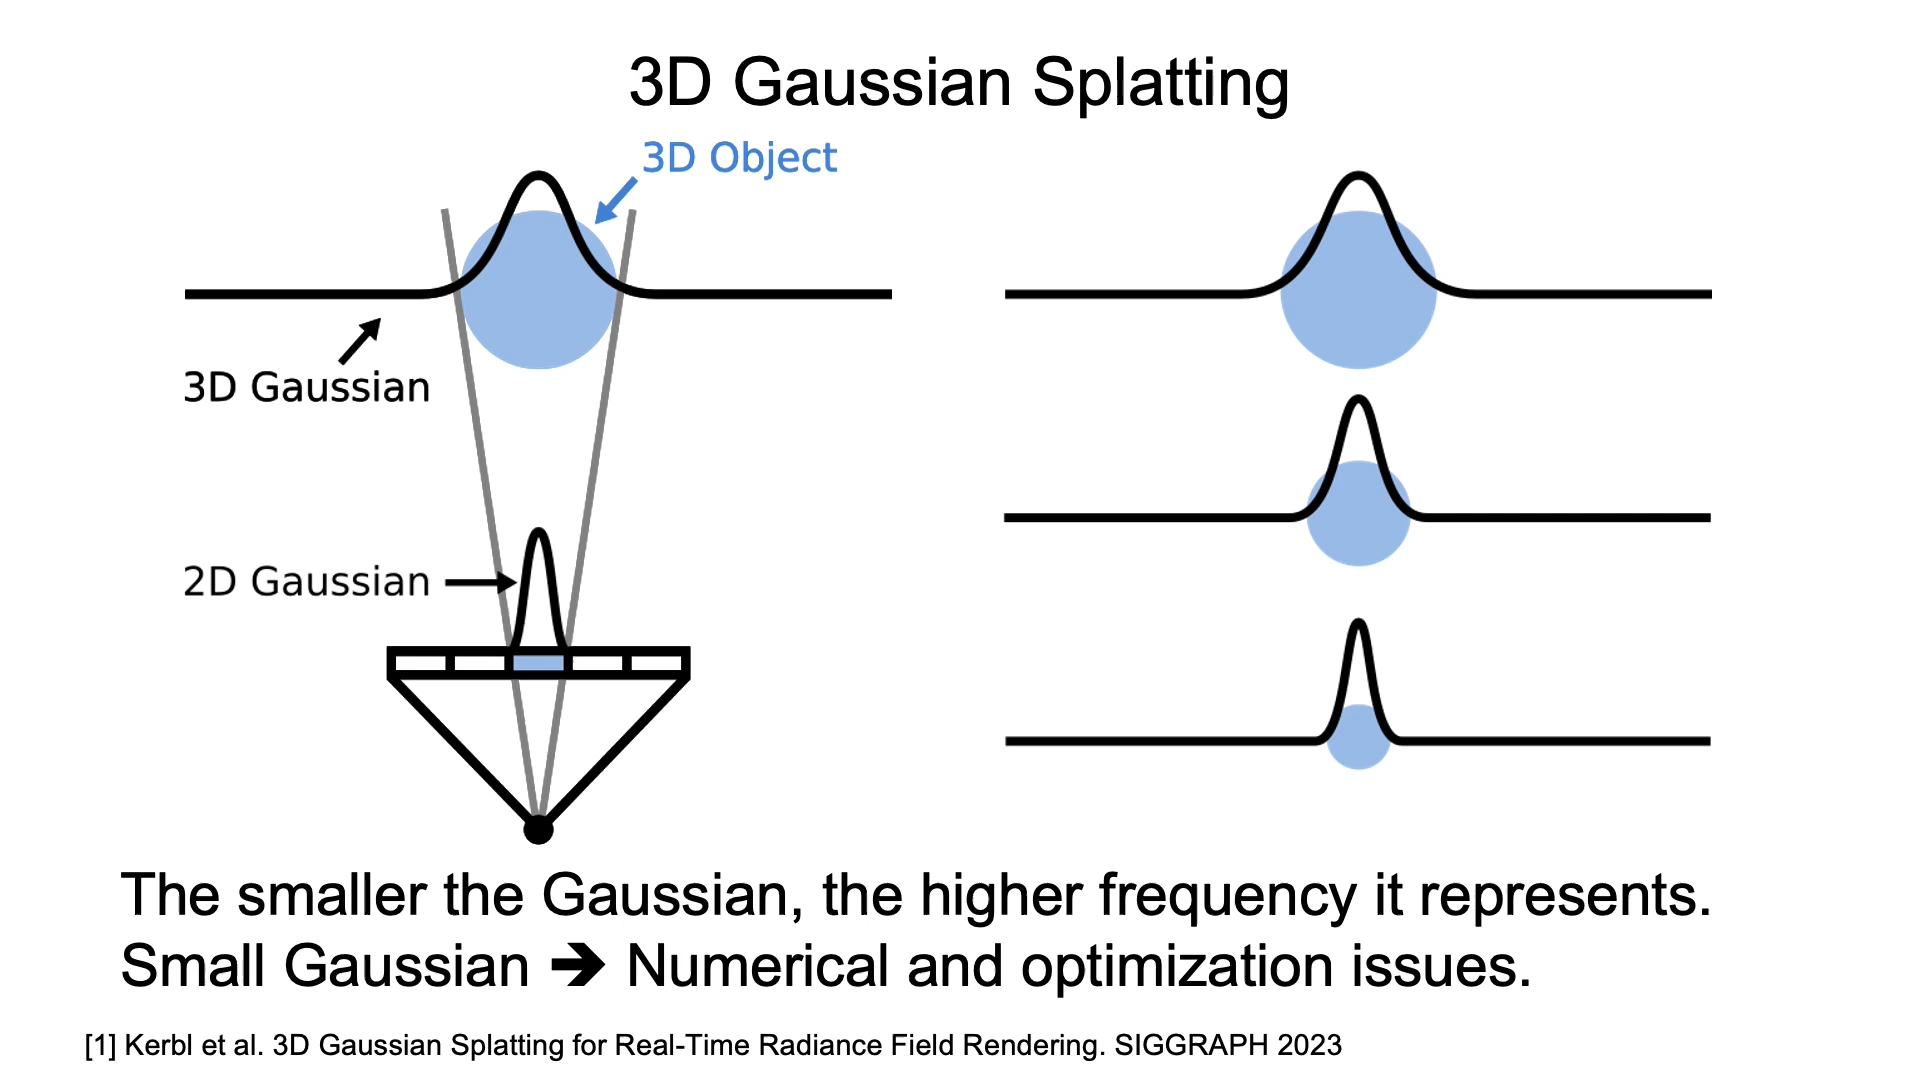 3D Gaussian Splatting
3D Object
3D Gaussian
2D Gaussian
The smaller the Gaussian, the higher frequency it represents.
Small Gaussian ➔ Numerical and optimization issues.
[1] Kerbl et al. 3D Gaussian Splatting for Real-Time Radiance Field Rendering. SIGGRAPH 2023